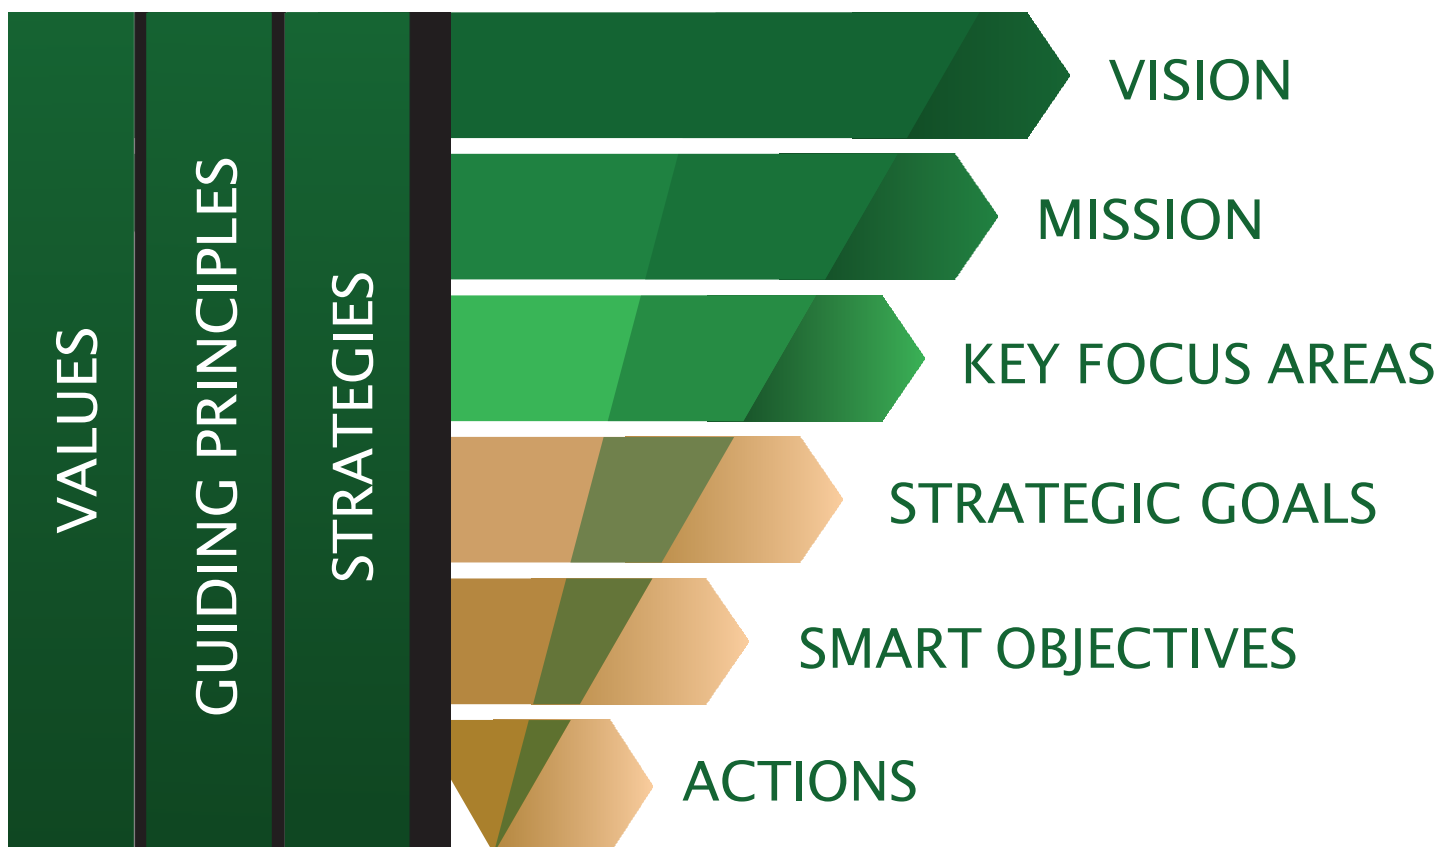 VALUES
GUIDING PRINCIPLES
STRATEGIES
VISION
MISSION
KEY FOCUS AREAS
STRATEGIC GOALS
SMART OBJECTIVES
ACTIONS